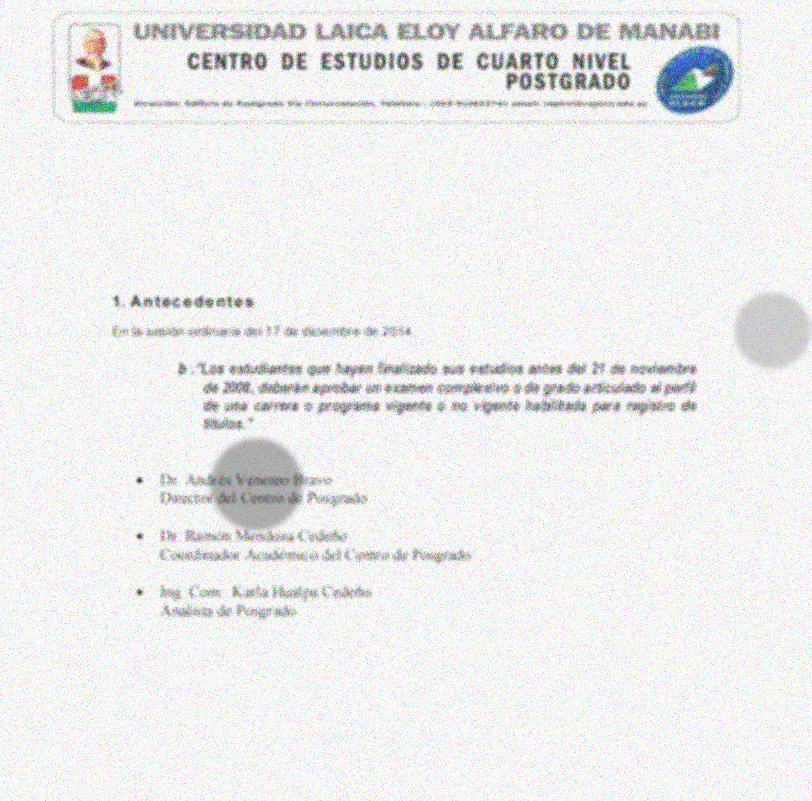 UNIVERSIDAD LAICA ELOY ALFARO DE MANABI
CENTRO DE ESTUDIOS DE CUARTO NIVEL
POSTGRADO
1. Antecedentes
En la sesión ordinaria del 17 de diciembre de 2014
b . "Los estudiantes que hayan finalizado sus estudios antes del 21 de noviembre
de 2008, deberán aprobar un examen complexivo o de grado articulado al perfil
de una carrera o programa vigente o no vigente habilitada para registro de
títulos."
• Dr. Andrés Venereo Bravo
Director del Centro de Posgrado
• Dr. Ramón Mendoza Cedeño
Coordinador Académico del Centro de Posgrado
• Ing. Com. Karla Hualpa Cedeño
Analista de Posgrado